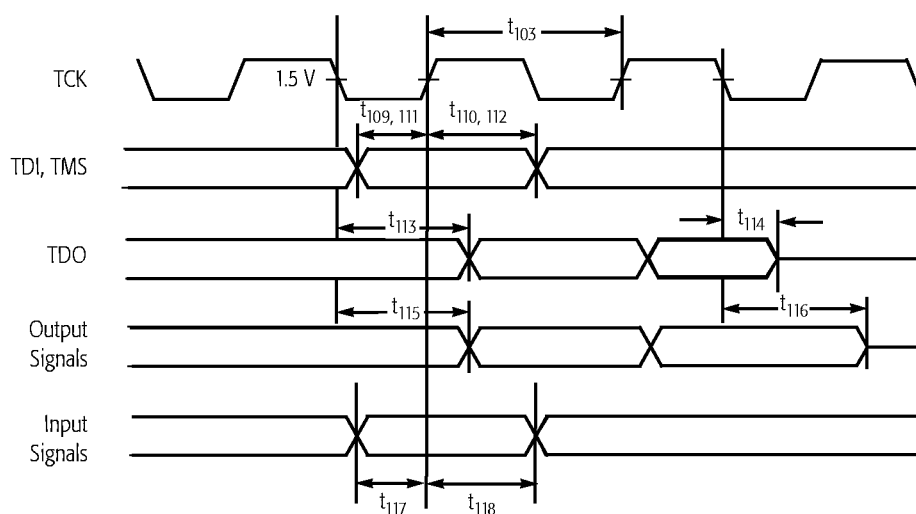 t103
TCK
1.5 V
t109, 111
t110, 112
TDI, TMS
t113
t114
TDO
t115
t116
Output
Signals
Input
Signals
t117
t118